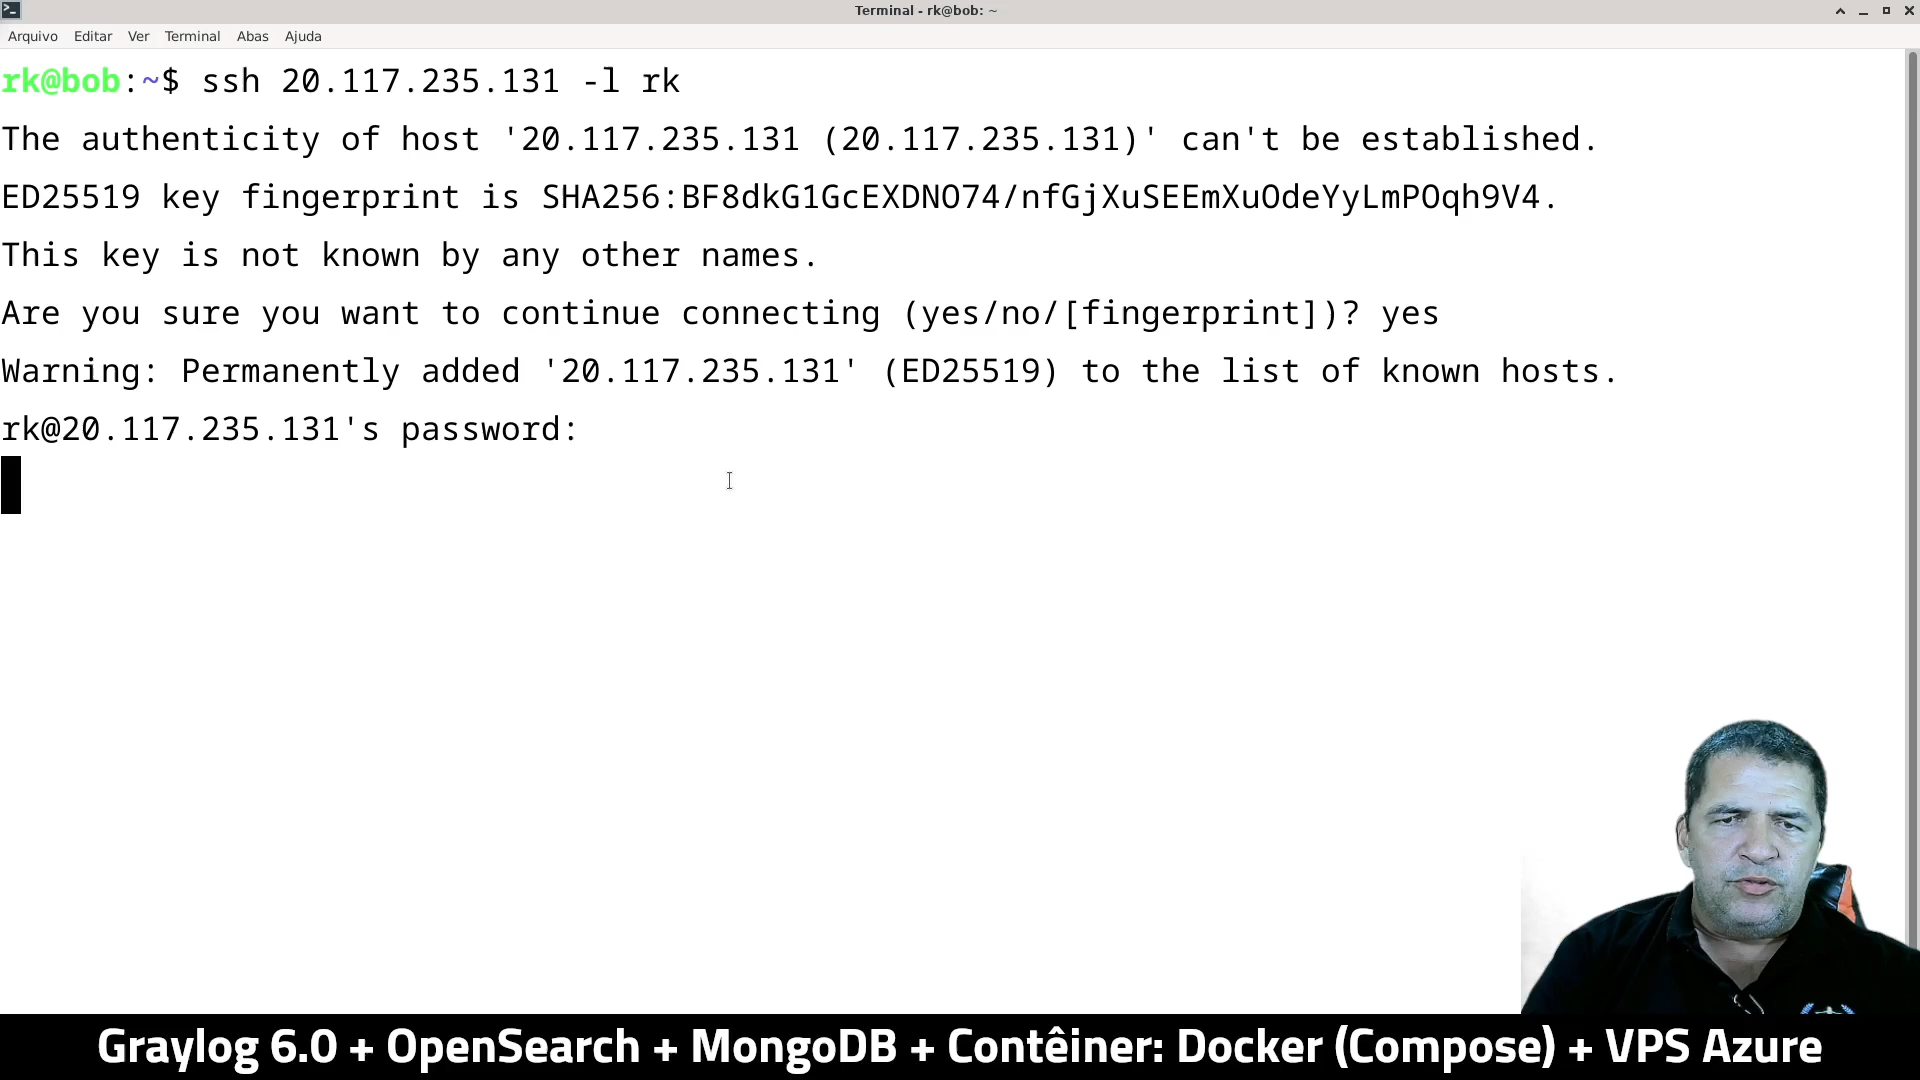 Terminal - rk@bob: ~
Arquivo Editar Ver Terminal Abas Ajuda
rk@bob:~$ ssh 20.117.235.131 -l rk
The authenticity of host '20.117.235.131 (20.117.235.131)' can't be established.
ED25519 key fingerprint is SHA256:BF8dkG1GcEXDNO74/nfGjXuSEEmXuOdeYyLmPOqh9V4.
This key is not known by any other names.
Are you sure you want to continue connecting (yes/no/[fingerprint])? yes
Warning: Permanently added '20.117.235.131' (ED25519) to the list of known hosts.
rk@20.117.235.131's password:
Graylog 6.0 + OpenSearch + MongoDB + Contêiner: Docker (Compose) + VPS Azure